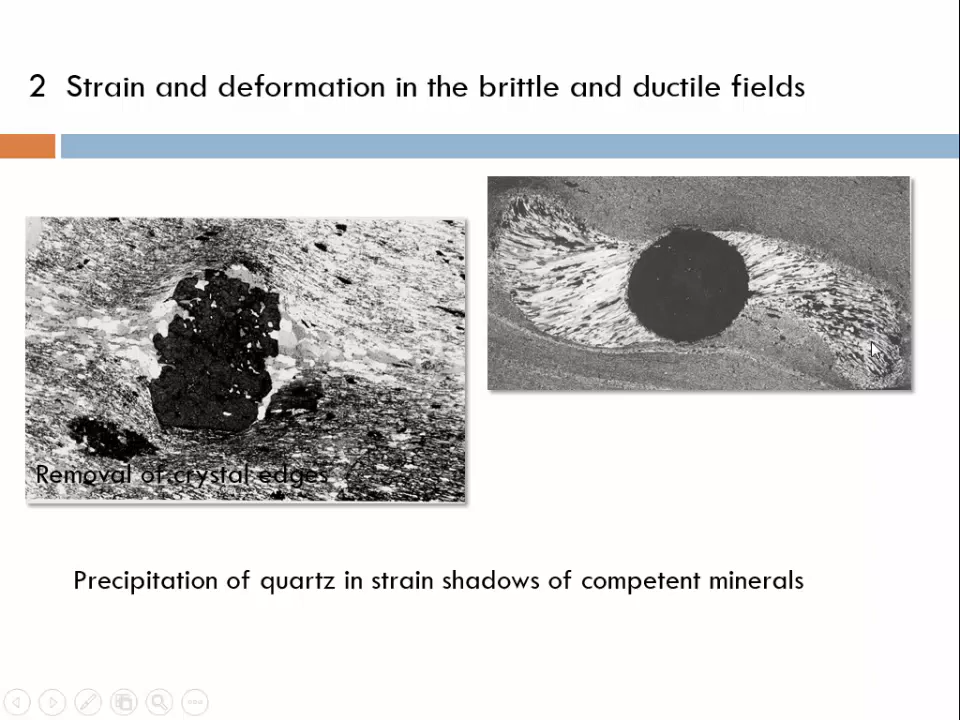 2 Strain and deformation in the brittle and ductile fields
Removal of crystal edges
Precipitation of quartz in strain shadows of competent minerals